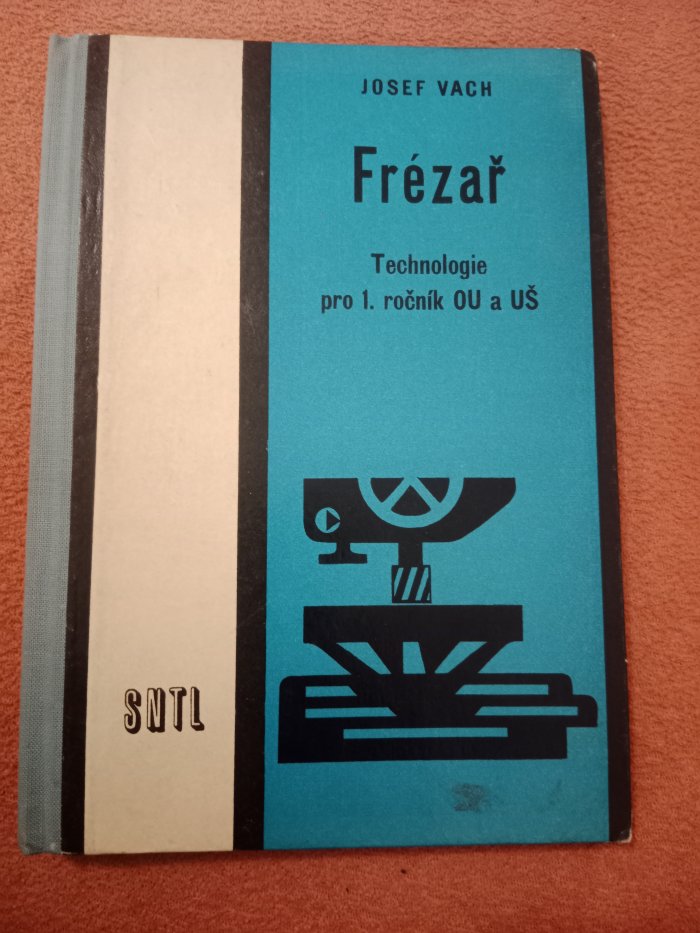 JOSEF VACH
Frézař
Technologie
pro 1. ročník OU a UŠ
SNTL